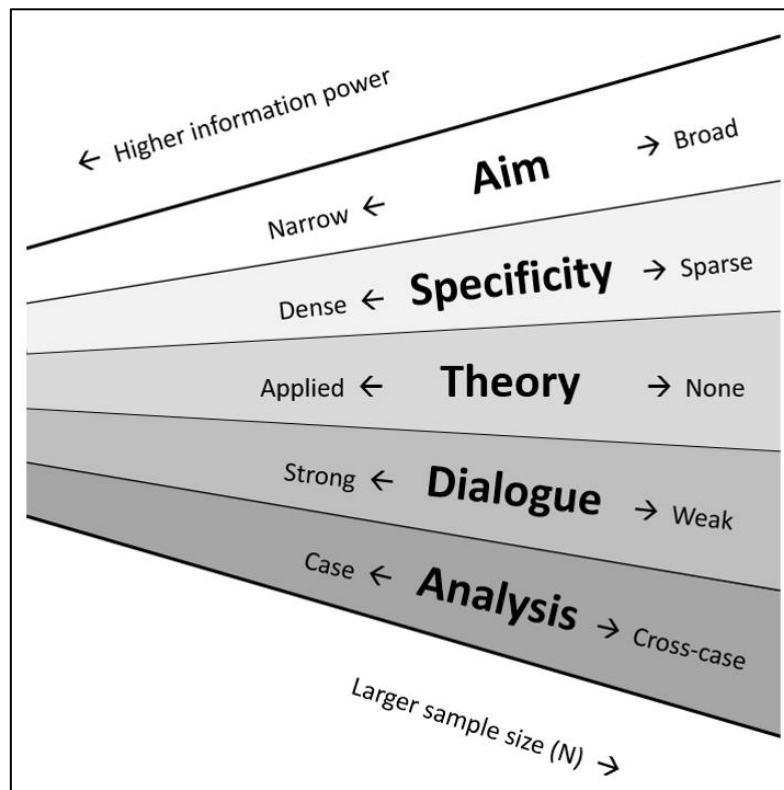 ← Higher information power
Narrow ← Aim → Broad
Dense ← Specificity → Sparse
Applied ← Theory → None
Strong ← Dialogue → Weak
Case ← Analysis → Cross-case
Larger sample size (N) →